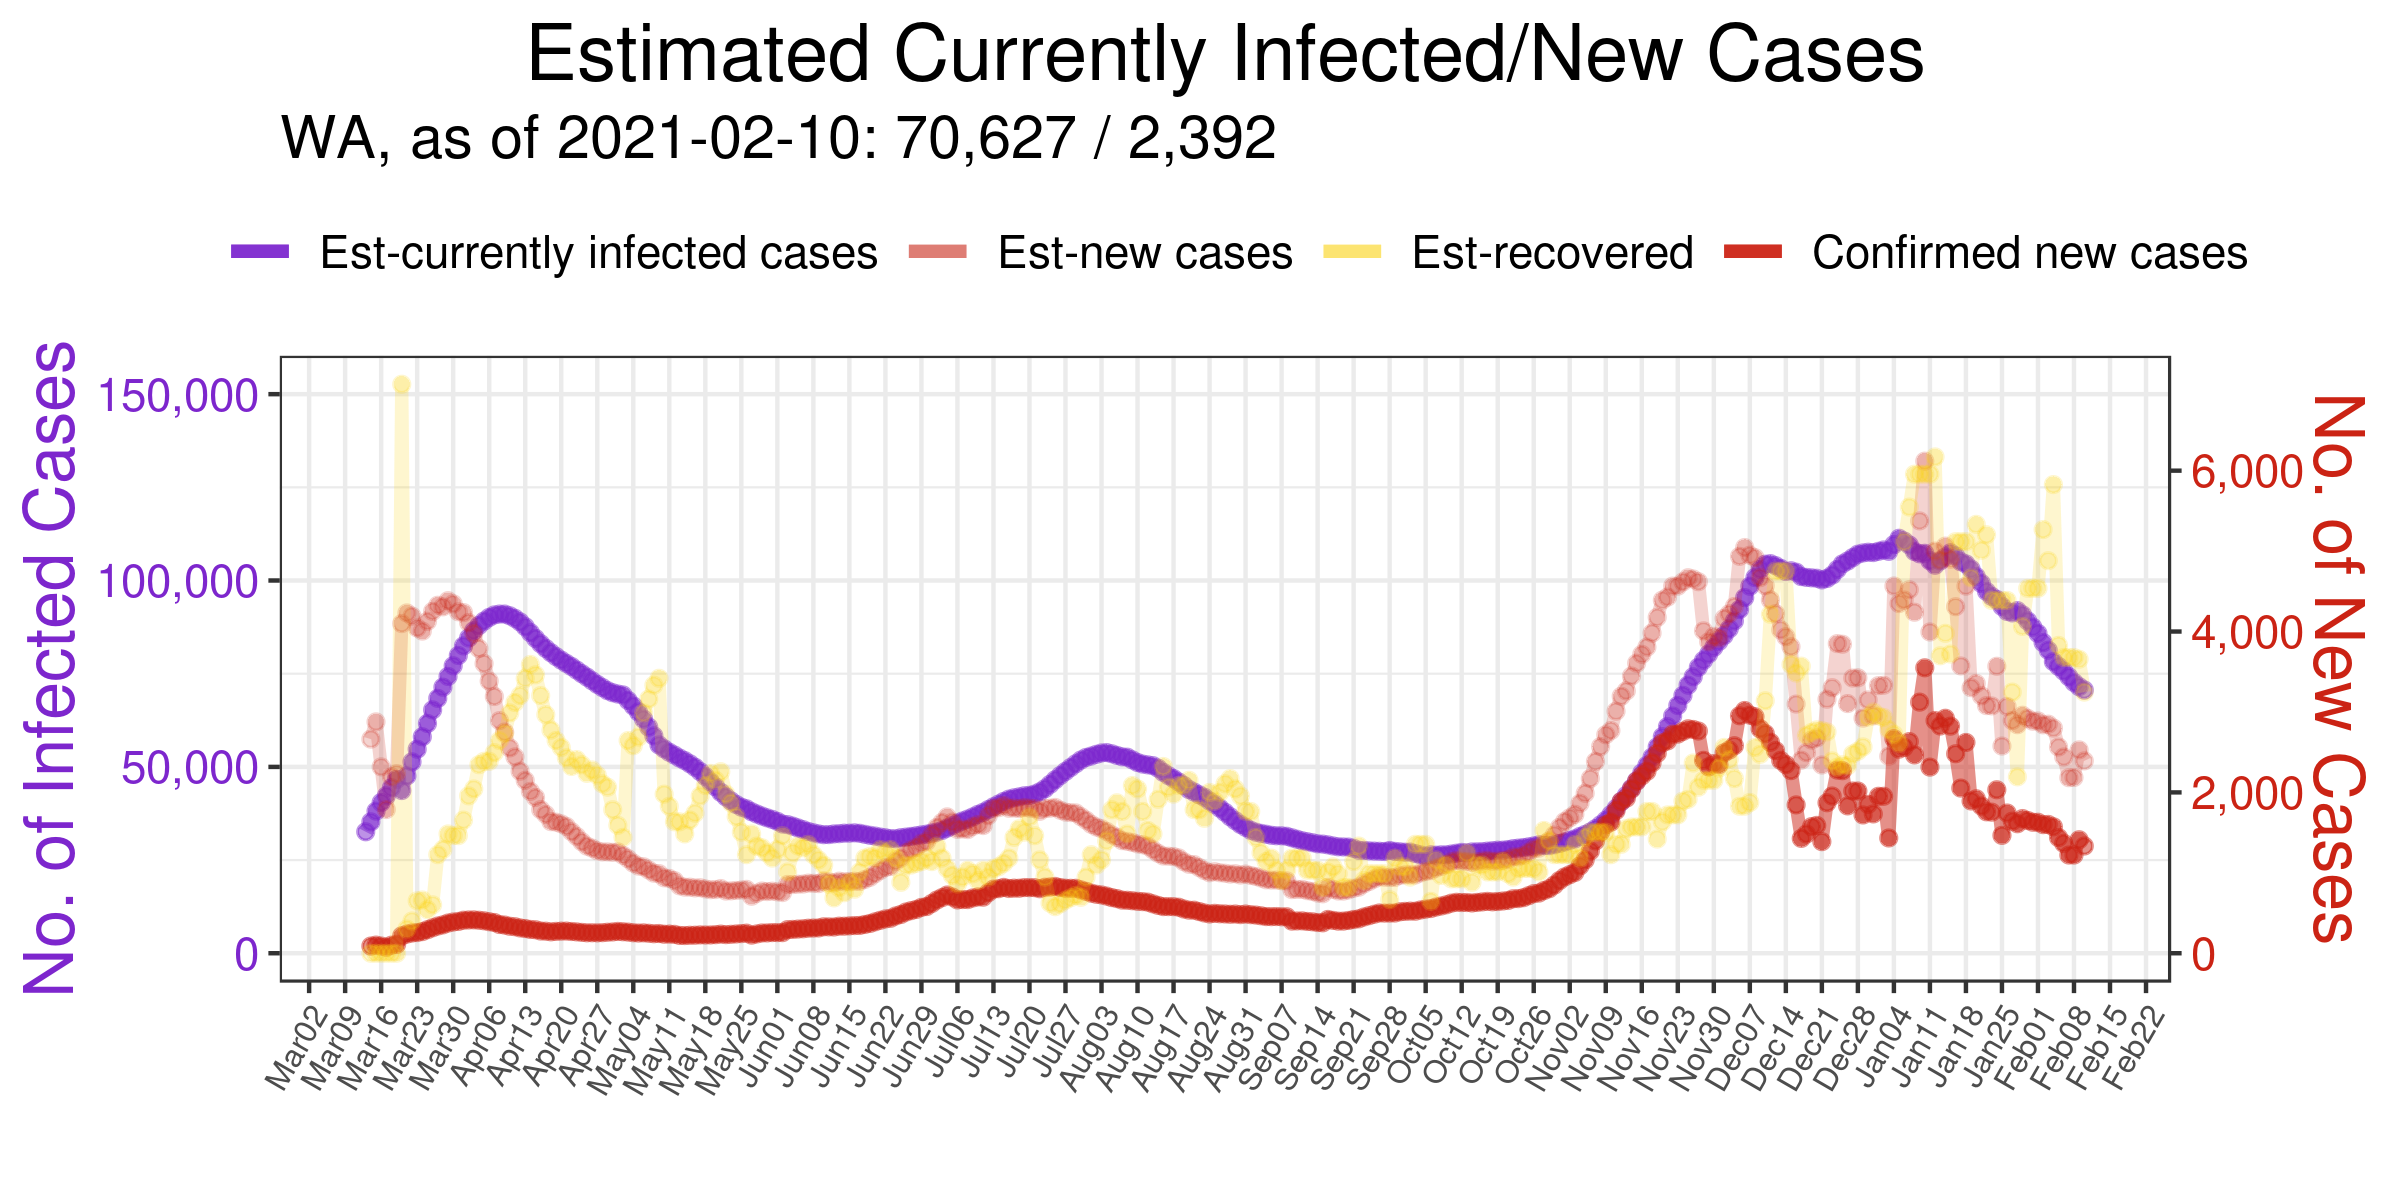 Estimated Currently Infected/New Cases
WA, as of 2021-02-10: 70,627 / 2,392
Est-currently infected cases Est-new cases Est-recovered Confirmed new cases
No. of Infected Cases
150,000
100,000
50,000
0
6,000
4,000
2,000
0
No. of New Cases
Mar02 Mar09 Mar16 Mar23 Mar30 Apr06 Apr13 Apr20 Apr27 May04 May11 May18 May25 Jun01 Jun08 Jun15 Jun22 Jun29 Jul06 Jul13 Jul20 Jul27 Aug03 Aug10 Aug17 Aug24 Aug31 Sep07 Sep14 Sep21 Sep28 Oct05 Oct12 Oct19 Oct26 Nov02 Nov09 Nov16 Nov23 Nov30 Dec07 Dec14 Dec21 Dec28 Jan04 Jan11 Jan18 Jan25 Feb01 Feb08 Feb15 Feb22